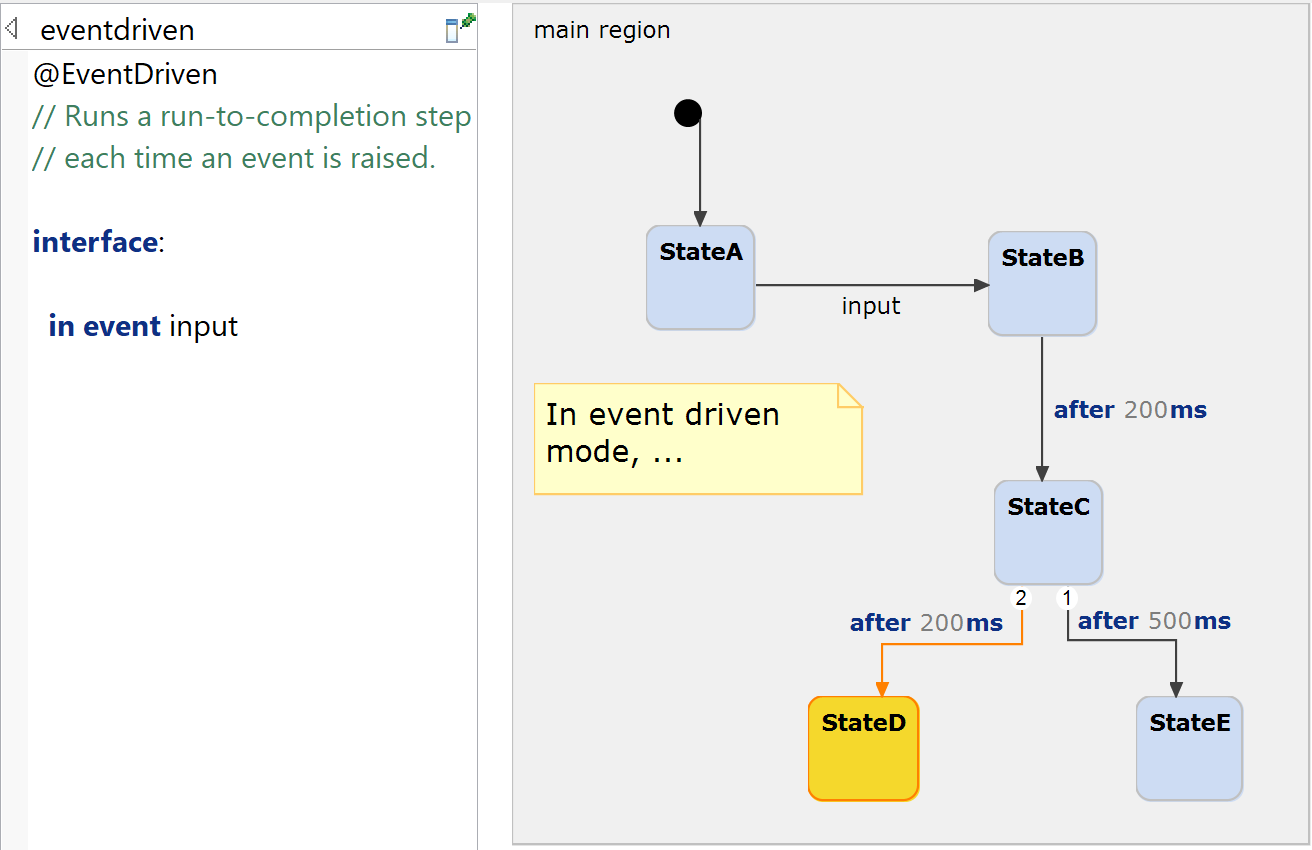 eventdriven
@EventDriven
// Runs a run-to-completion step
// each time an event is raised.
interface:
in event input
main region
StateA
StateB
input
In event driven
mode, ...
after 200ms
StateC
2
1
after 200ms
after 500ms
StateD
StateE